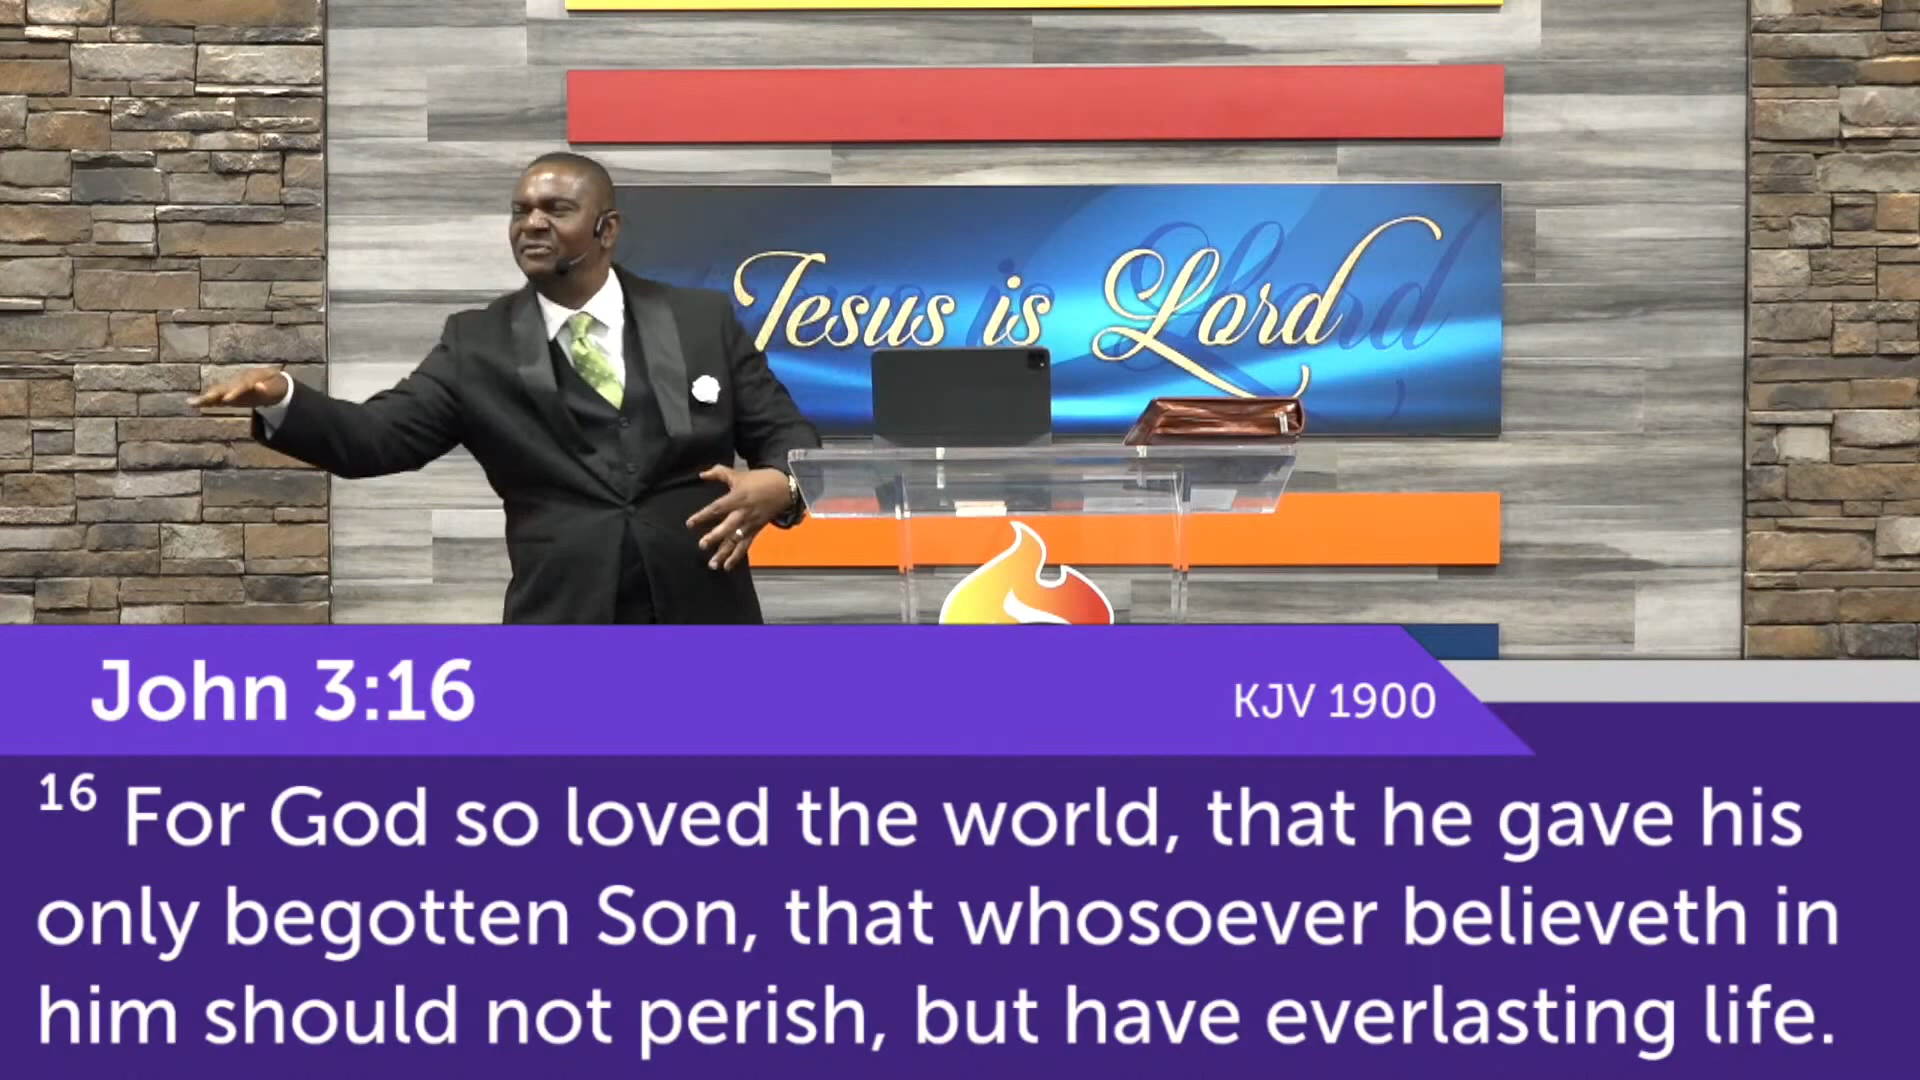 Jesus is Lord
John 3:16
KJV 1900
16 For God so loved the world, that he gave his
only begotten Son, that whosoever believeth in
him should not perish, but have everlasting life.